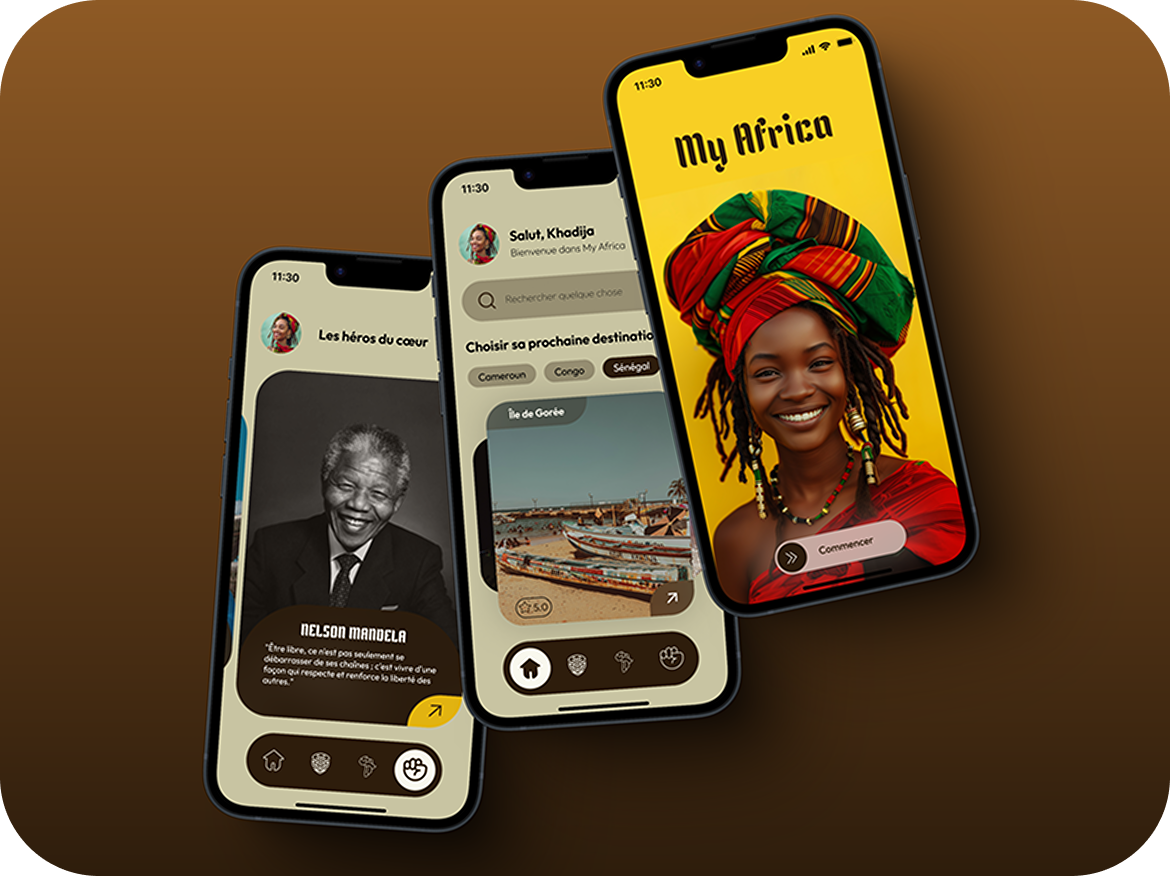 11:30
Les héros du cœur
NELSON MANDELA
"Être libre, ce n'est pas seulement se
débarrasser de ses chaînes ; c'est vivre d'une
façon qui respecte et renforce la liberté des
autres."
11:30
Salut, Khadija
Bienvenue dans My Africa
Rechercher quelque chose
Choisir sa prochaine destinatio
Cameroun
Congo
Sénégal
Île de Gorée
5.0
11:30
My Africa
Commencer